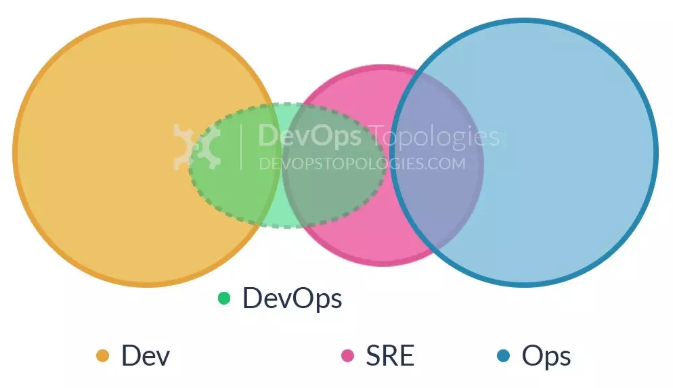 DevOps Topologies
DEVOPSTOPOLOGIES.COM
DevOps
Dev
SRE
Ops